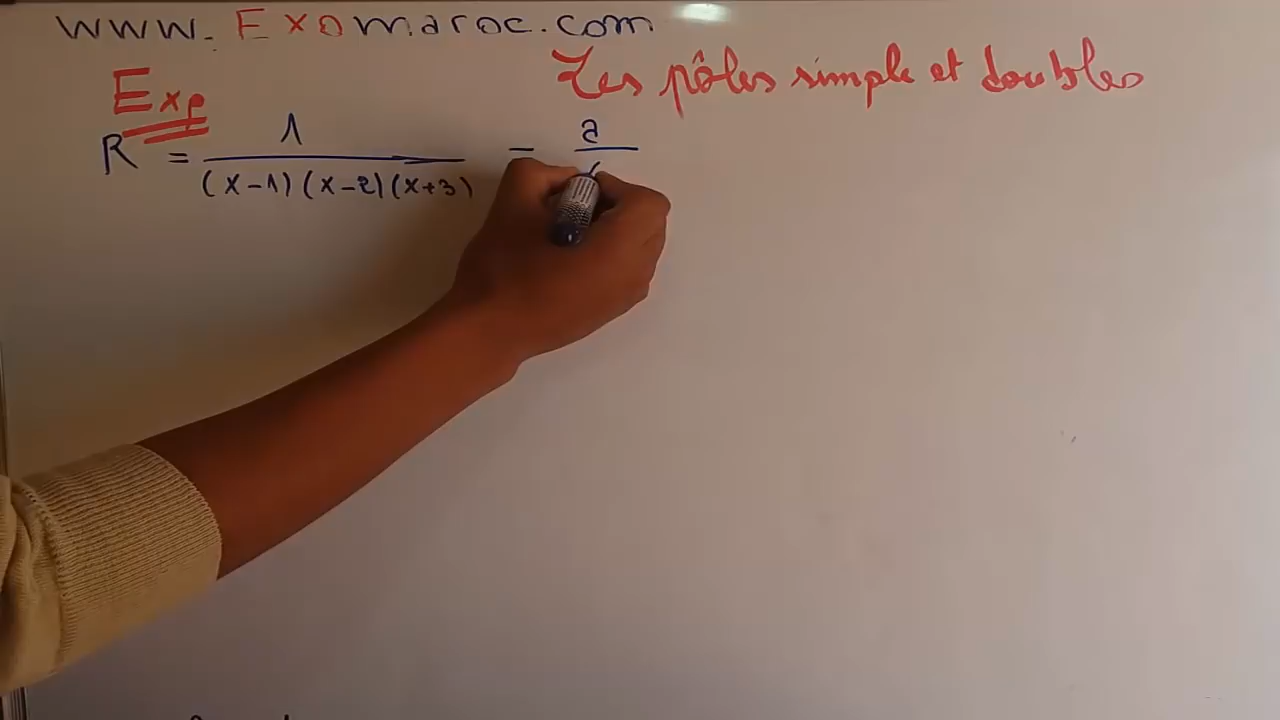 www.Exomaroc.com
Les pôles simple et doubles
Exp
R = 1 / (x-1)(x-2)(x+3) = a / (